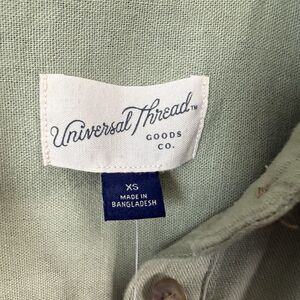 Universal Thread™
GOODS
CO.
XS
MADE IN
BANGLADESH